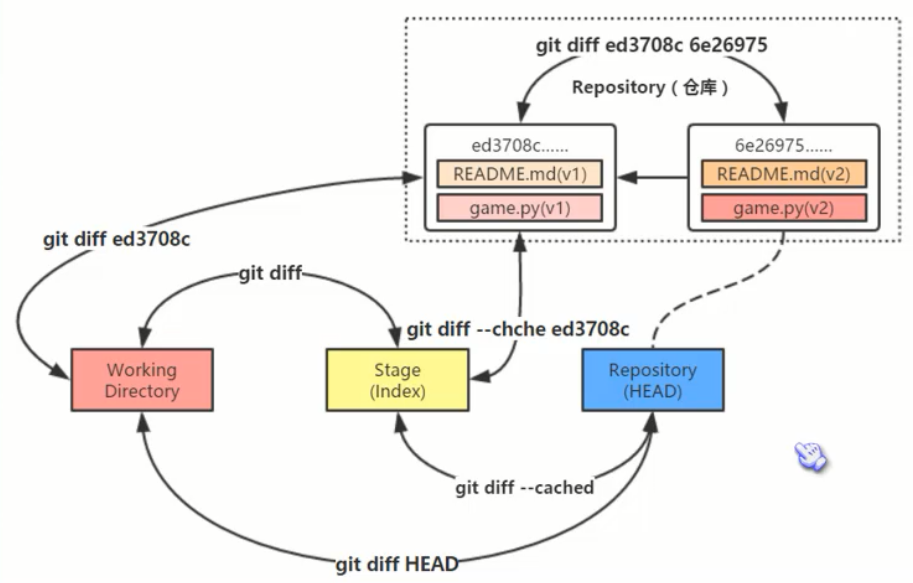 git diff ed3708c 6e26975
Repository ( 仓库 )
ed3708c......
README.md(v1)
game.py(v1)
6e26975......
README.md(v2)
game.py(v2)
git diff ed3708c
git diff
git diff --chche ed3708c
Working
Directory
Stage
(Index)
Repository
(HEAD)
git diff --cached
git diff HEAD